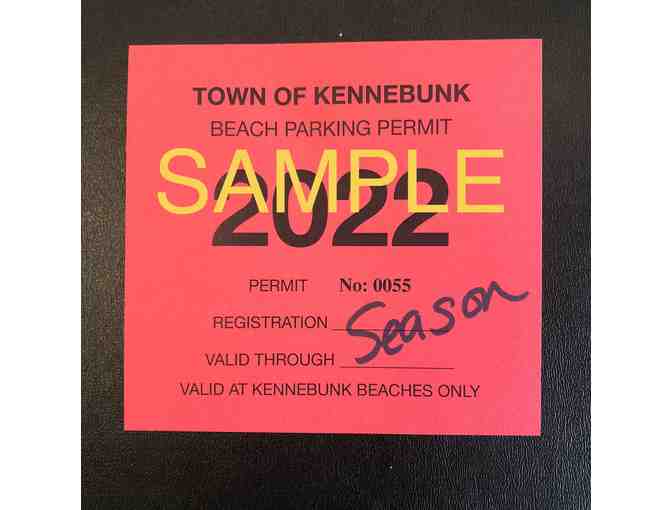 TOWN OF KENNEBUNK
BEACH PARKING PERMIT
SAMPLE
2022
PERMIT No: 0055
REGISTRATION Season
VALID THROUGH
VALID AT KENNEBUNK BEACHES ONLY